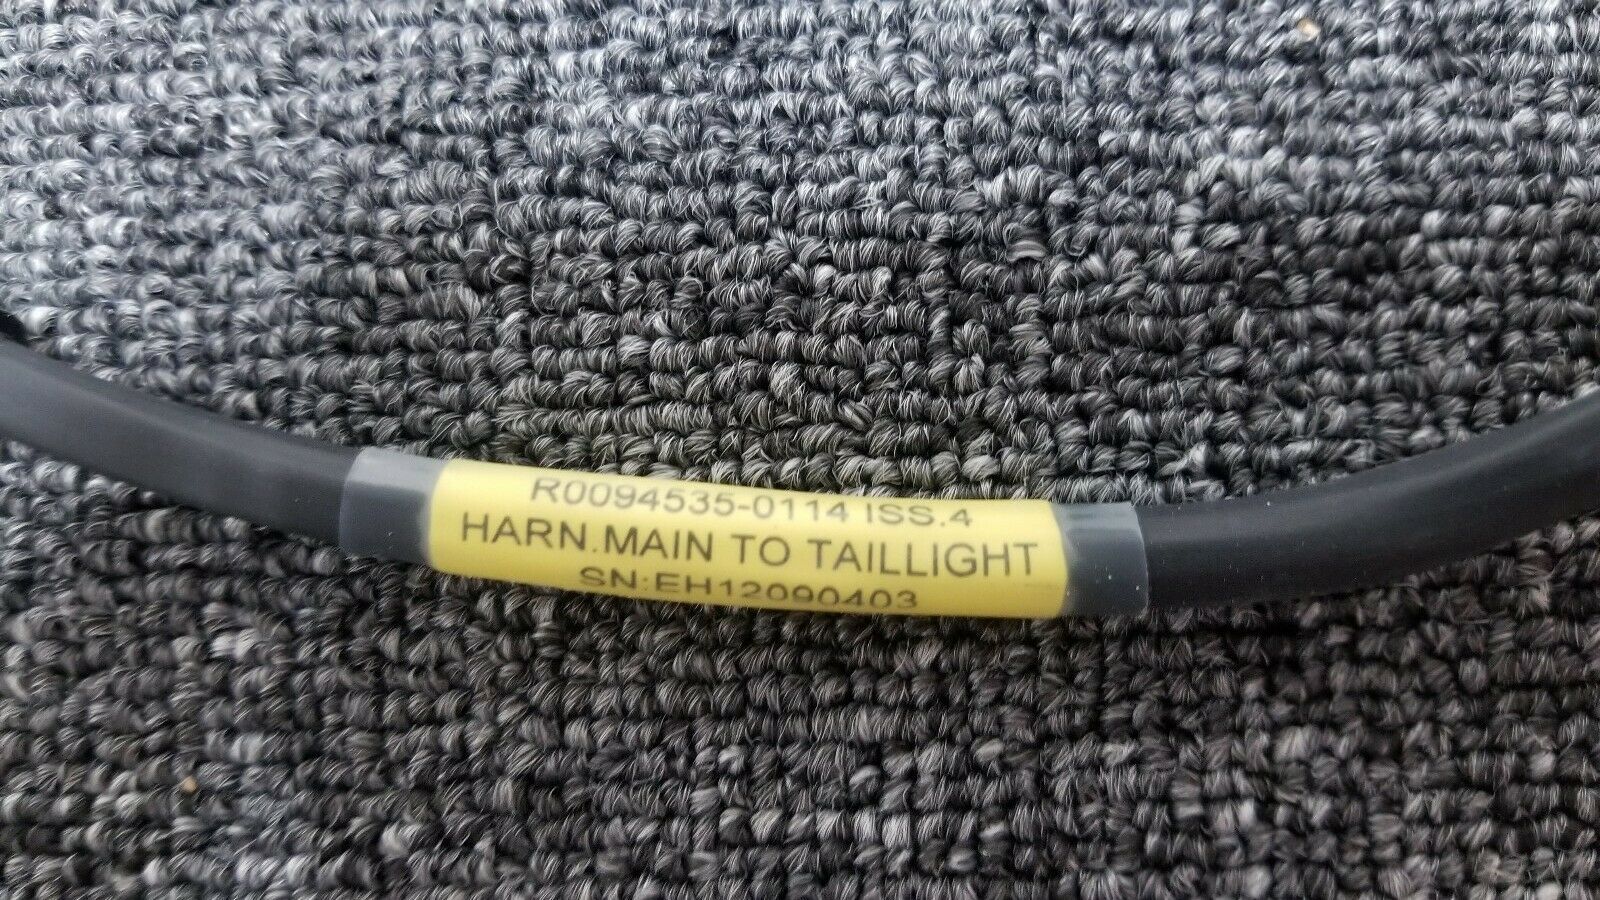 R0094535-0114 ISS.4
HARN.MAIN TO TAILLIGHT
SN:EH12090403